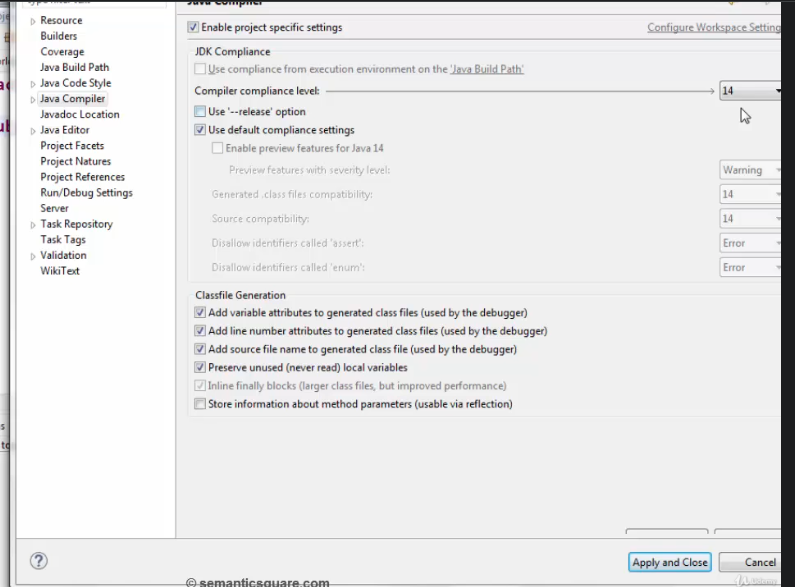 Java Compiler
Resource
Builders
Coverage
Java Build Path
Java Code Style
Java Compiler
Javadoc Location
Java Editor
Project Facets
Project Natures
Project References
Run/Debug Settings
Server
Task Repository
Task Tags
Validation
WikiText
Enable project specific settings
Configure Workspace Setting
JDK Compliance
Use compliance from execution environment on the 'Java Build Path'
Compiler compliance level:
14
Use '--release' option
Use default compliance settings
Enable preview features for Java 14
Preview features with severity level:
Warning
Generated .class files compatibility:
14
Source compatibility:
14
Disallow identifiers called 'assert':
Error
Disallow identifiers called 'enum':
Error
Classfile Generation
Add variable attributes to generated class files (used by the debugger)
Add line number attributes to generated class files (used by the debugger)
Add source file name to generated class file (used by the debugger)
Preserve unused (never read) local variables
Inline finally blocks (larger class files, but improved performance)
Store information about method parameters (usable via reflection)
?
Apply and Close
Cancel
© semanticsquare.com